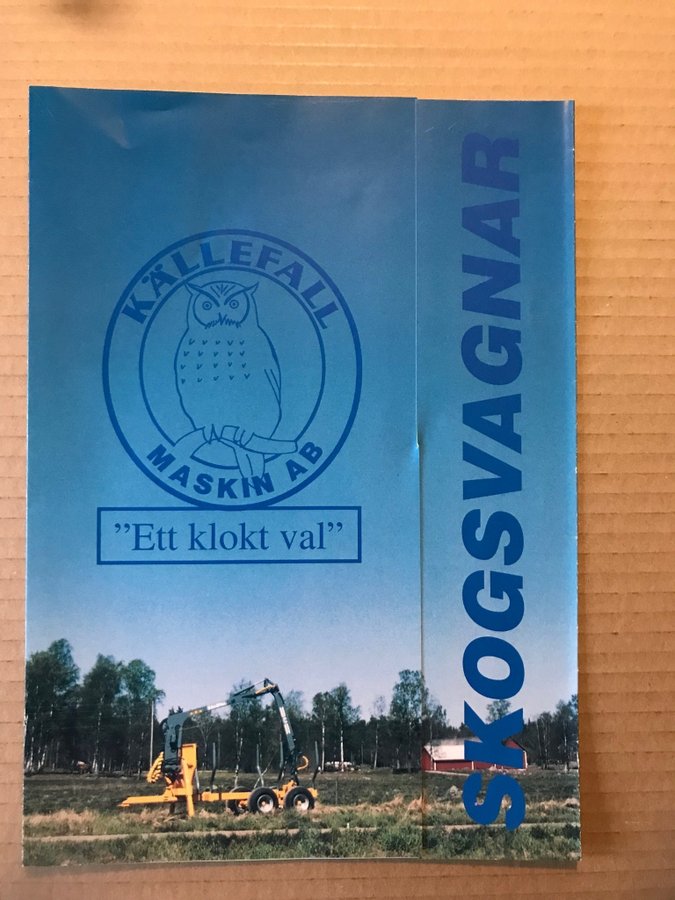 KÄLLEFALL
MASKIN AB
”Ett klokt val”
SKOGSVAGNAR